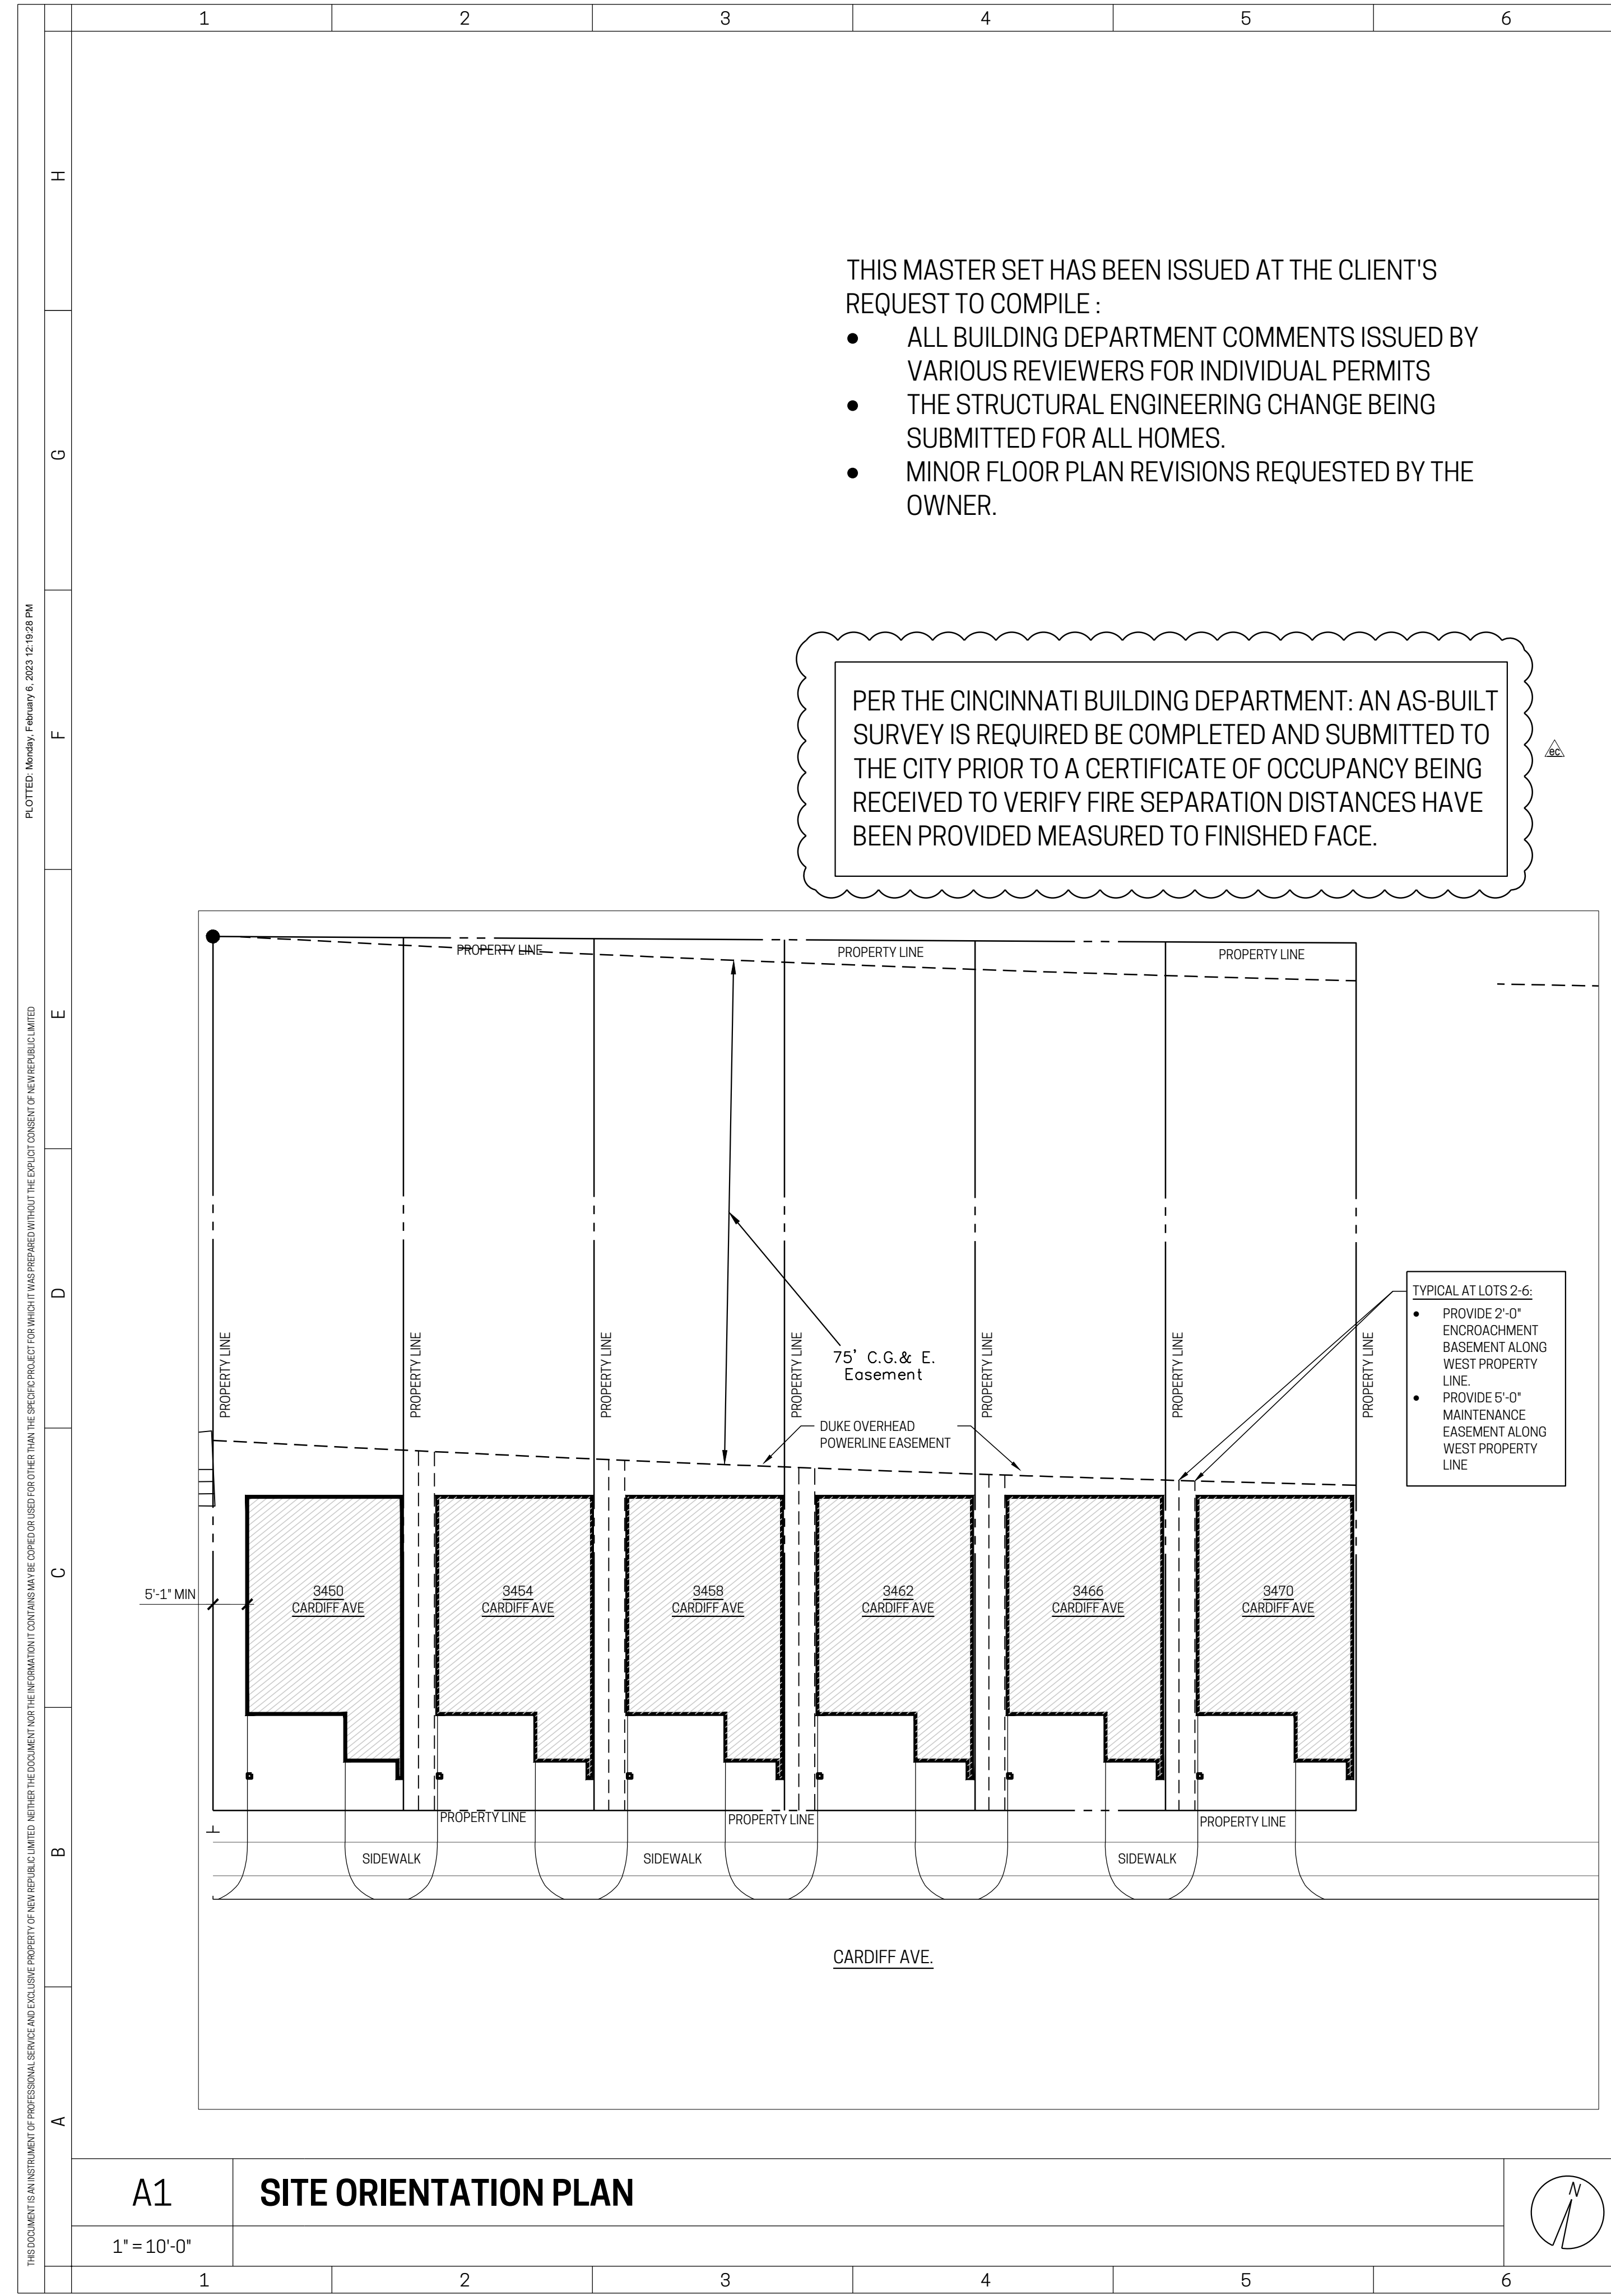 1 2 3 4 5 6
H
G
F
E
D
C
B
A
PLOTTED: Monday, February 6, 2023 12:19:28 PM
THIS DOCUMENT IS AN INSTRUMENT OF PROFESSIONAL SERVICE AND EXCLUSIVE PROPERTY OF NEW REPUBLIC LIMITED NEITHER THE DOCUMENT NOR THE INFORMATION IT CONTAINS MAY BE COPIED OR USED FOR OTHER THAN THE SPECIFIC PROJECT FOR WHICH IT WAS PREPARED WITHOUT THE EXPLICIT CONSENT OF NEW REPUBLIC LIMITED
THIS MASTER SET HAS BEEN ISSUED AT THE CLIENT'S
REQUEST TO COMPILE :
● ALL BUILDING DEPARTMENT COMMENTS ISSUED BY
VARIOUS REVIEWERS FOR INDIVIDUAL PERMITS
● THE STRUCTURAL ENGINEERING CHANGE BEING
SUBMITTED FOR ALL HOMES.
● MINOR FLOOR PLAN REVISIONS REQUESTED BY THE
OWNER.
PER THE CINCINNATI BUILDING DEPARTMENT: AN AS-BUILT
SURVEY IS REQUIRED BE COMPLETED AND SUBMITTED TO
THE CITY PRIOR TO A CERTIFICATE OF OCCUPANCY BEING
RECEIVED TO VERIFY FIRE SEPARATION DISTANCES HAVE
BEEN PROVIDED MEASURED TO FINISHED FACE.
ec
PROPERTY LINE
PROPERTY LINE
PROPERTY LINE
PROPERTY LINE
PROPERTY LINE
PROPERTY LINE
PROPERTY LINE
PROPERTY LINE
PROPERTY LINE
PROPERTY LINE
75' C.G.& E.
Easement
DUKE OVERHEAD
POWERLINE EASEMENT
TYPICAL AT LOTS 2-6:
● PROVIDE 2'-0"
ENCROACHMENT
BASEMENT ALONG
WEST PROPERTY
LINE.
● PROVIDE 5'-0"
MAINTENANCE
EASEMENT ALONG
WEST PROPERTY
LINE
5'-1" MIN
3450
CARDIFF AVE
3454
CARDIFF AVE
3458
CARDIFF AVE
3462
CARDIFF AVE
3466
CARDIFF AVE
3470
CARDIFF AVE
PROPERTY LINE
PROPERTY LINE
PROPERTY LINE
SIDEWALK
SIDEWALK
SIDEWALK
CARDIFF AVE.
A1
SITE ORIENTATION PLAN
1" = 10'-0"
N
1 2 3 4 5 6